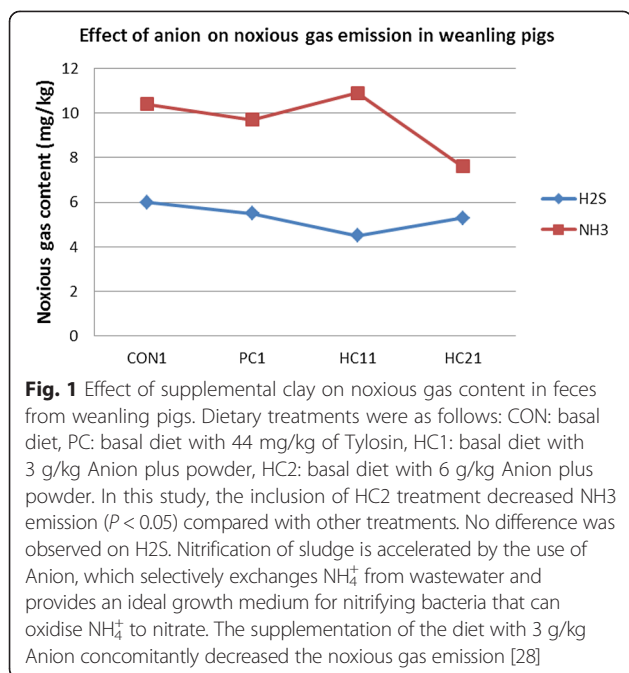 Effect of anion on noxious gas emission in weanling pigs
12
10
8
6
4
2
0
Noxious gas content (mg/kg)
CON1 PC1 HC11 HC21
H2S
NH3
Fig. 1 Effect of supplemental clay on noxious gas content in feces
from weanling pigs. Dietary treatments were as follows: CON: basal
diet, PC: basal diet with 44 mg/kg of Tylosin, HC1: basal diet with
3 g/kg Anion plus powder, HC2: basal diet with 6 g/kg Anion plus
powder. In this study, the inclusion of HC2 treatment decreased NH3
emission (P < 0.05) compared with other treatments. No difference was
observed on H2S. Nitrification of sludge is accelerated by the use of
Anion, which selectively exchanges NH₄⁺ from wastewater and
provides an ideal growth medium for nitrifying bacteria that can
oxidise NH₄⁺ to nitrate. The supplementation of the diet with 3 g/kg
Anion concomitantly decreased the noxious gas emission [28]